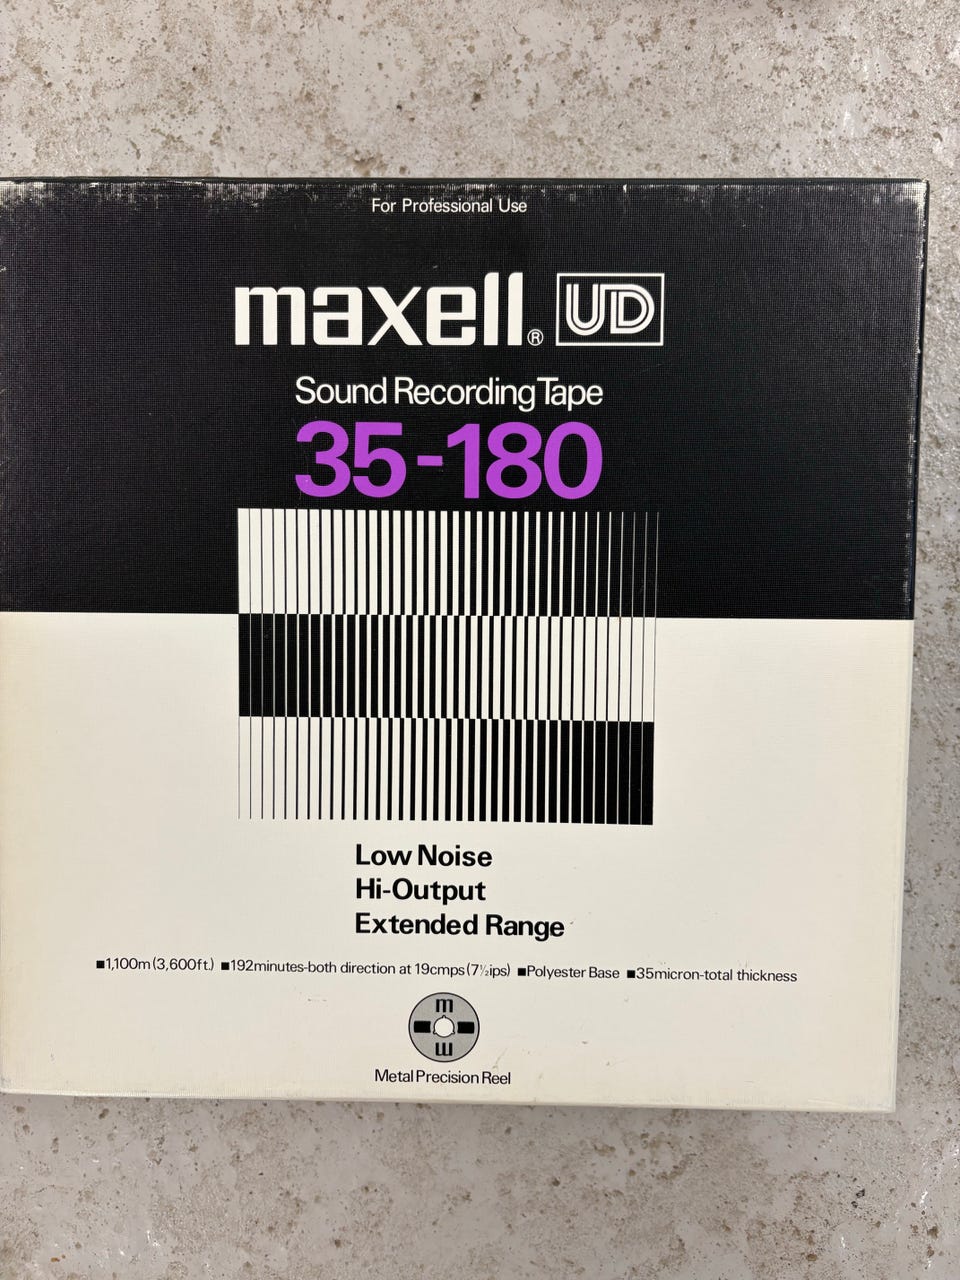 For Professional Use
maxell® UD
Sound Recording Tape
35-180
Low Noise
Hi-Output
Extended Range
■1,100m(3,600ft.) ■192minutes-both direction at 19cmps(7½ips) ■Polyester Base ■35micron-total thickness
m
m
Metal Precision Reel